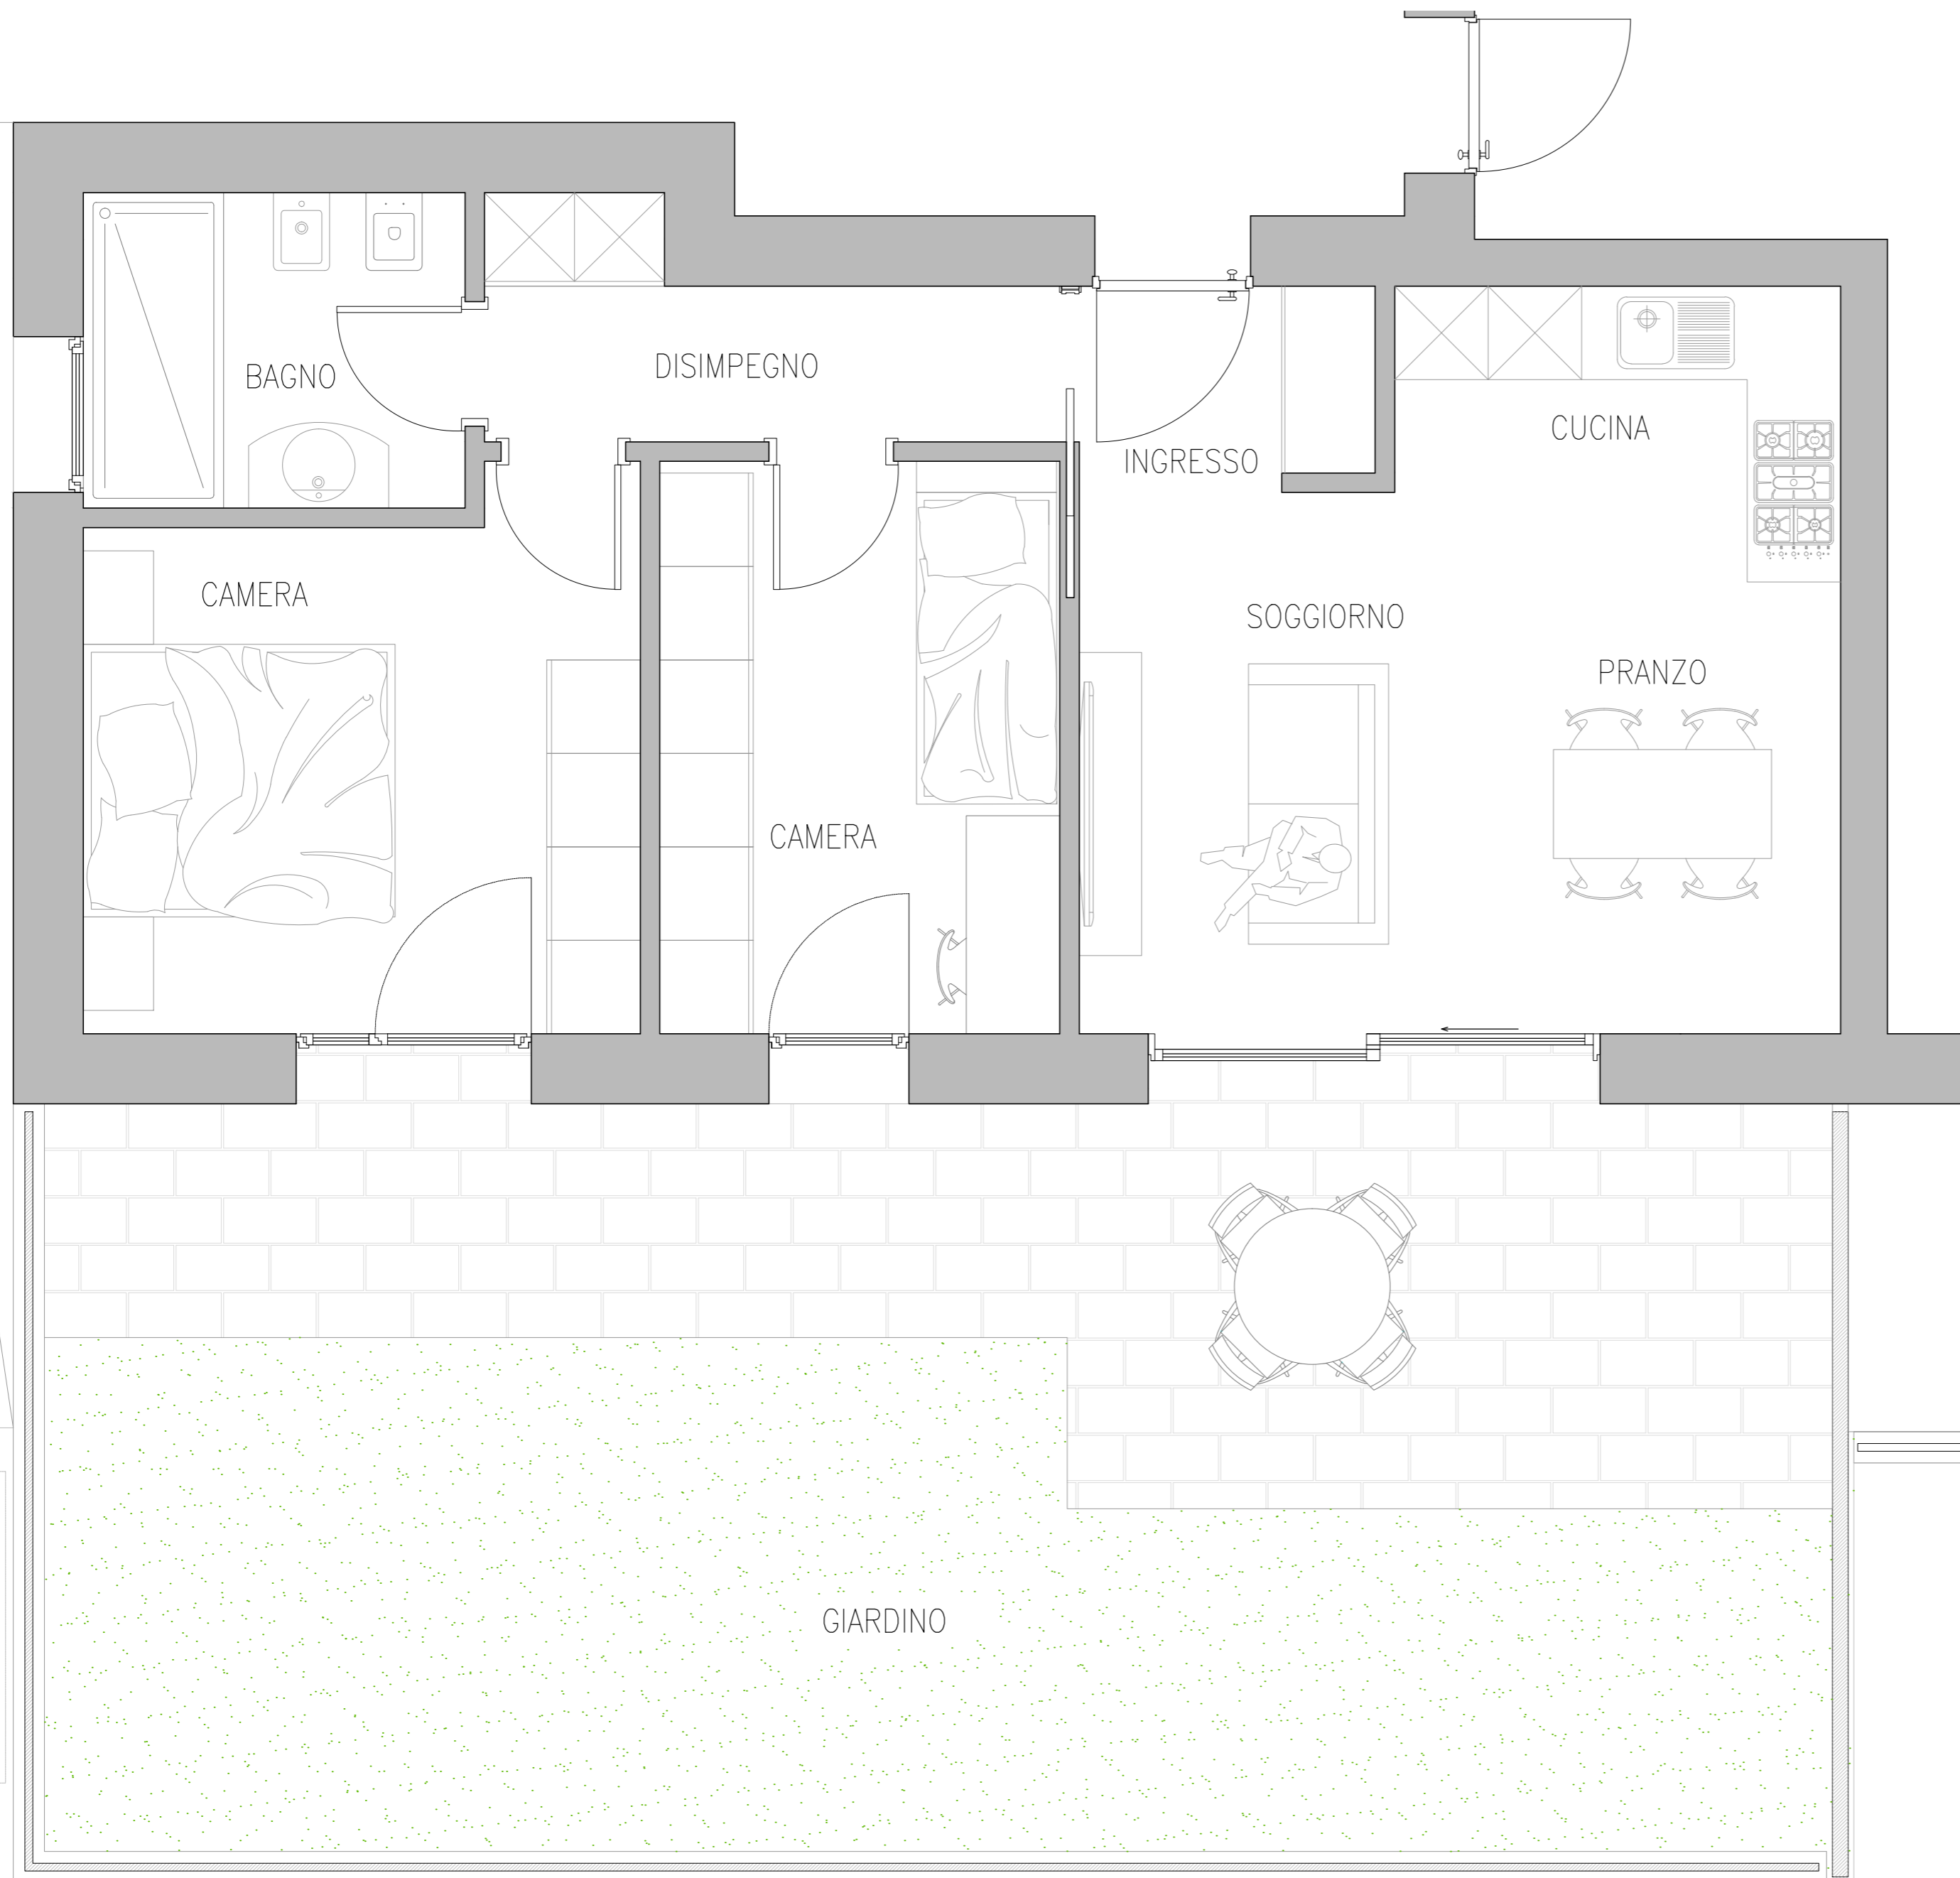 DISIMPEGNO
BAGNO
CUCINA
INGRESSO
CAMERA
SOGGIORNO
PRANZO
CAMERA
GIARDINO